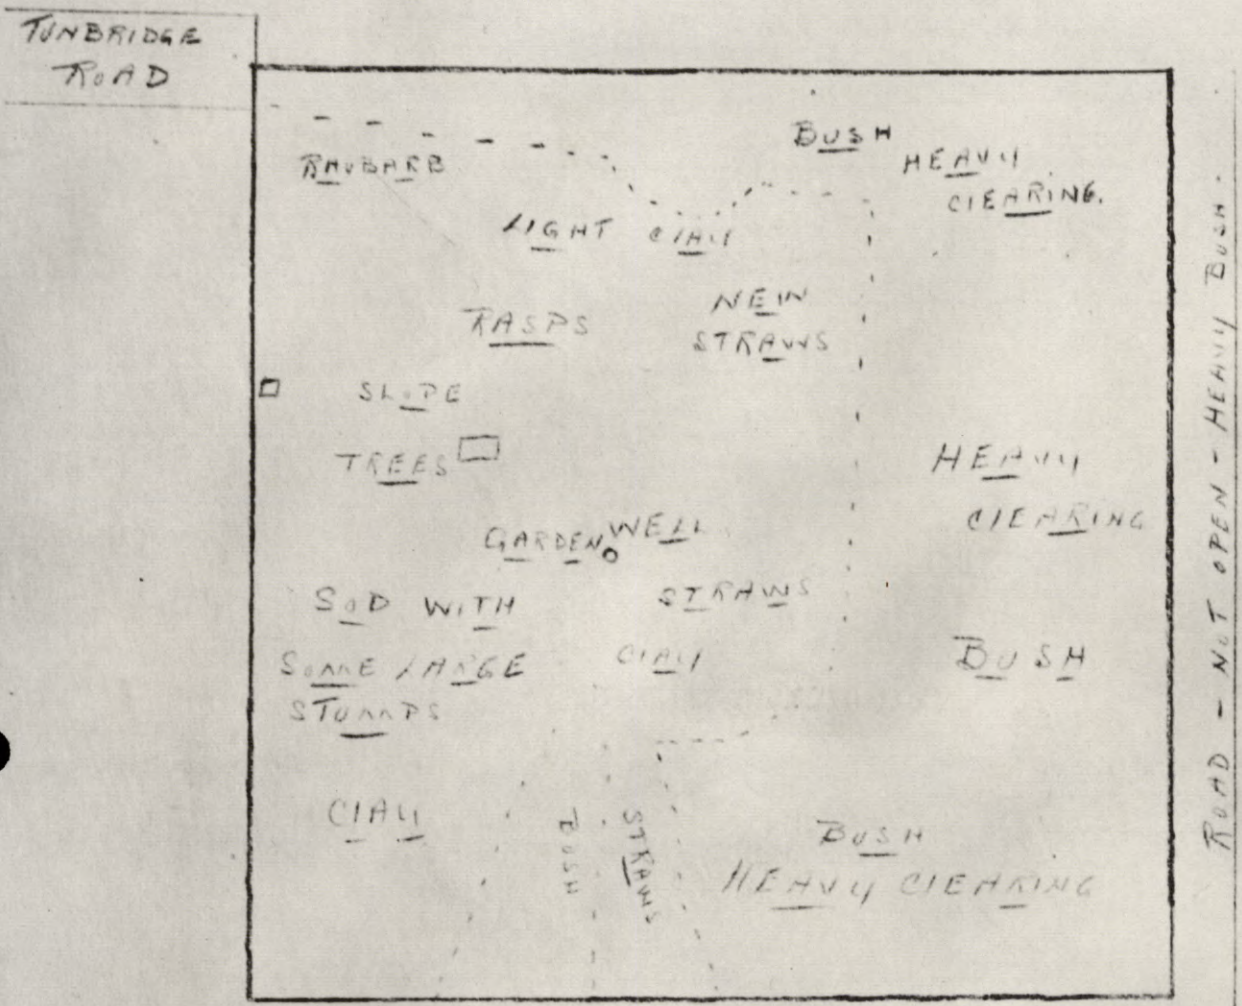 TUNBRIDGE
ROAD
RHUBARB
BUSH
HEAVY
CLEARING.
LIGHT CLAY
RASPS
NEW
STRAWS
SLOPE
TREES
HEAVY
CLEARING
GARDEN WELL
SOD WITH
SOME LARGE
STUMPS
STRAWS
CLAY
BUSH
CLAY
BUSH
STRAWS
BUSH
HEAVY CLEARING
ROAD - NOT OPEN - HEAVY BUSH.